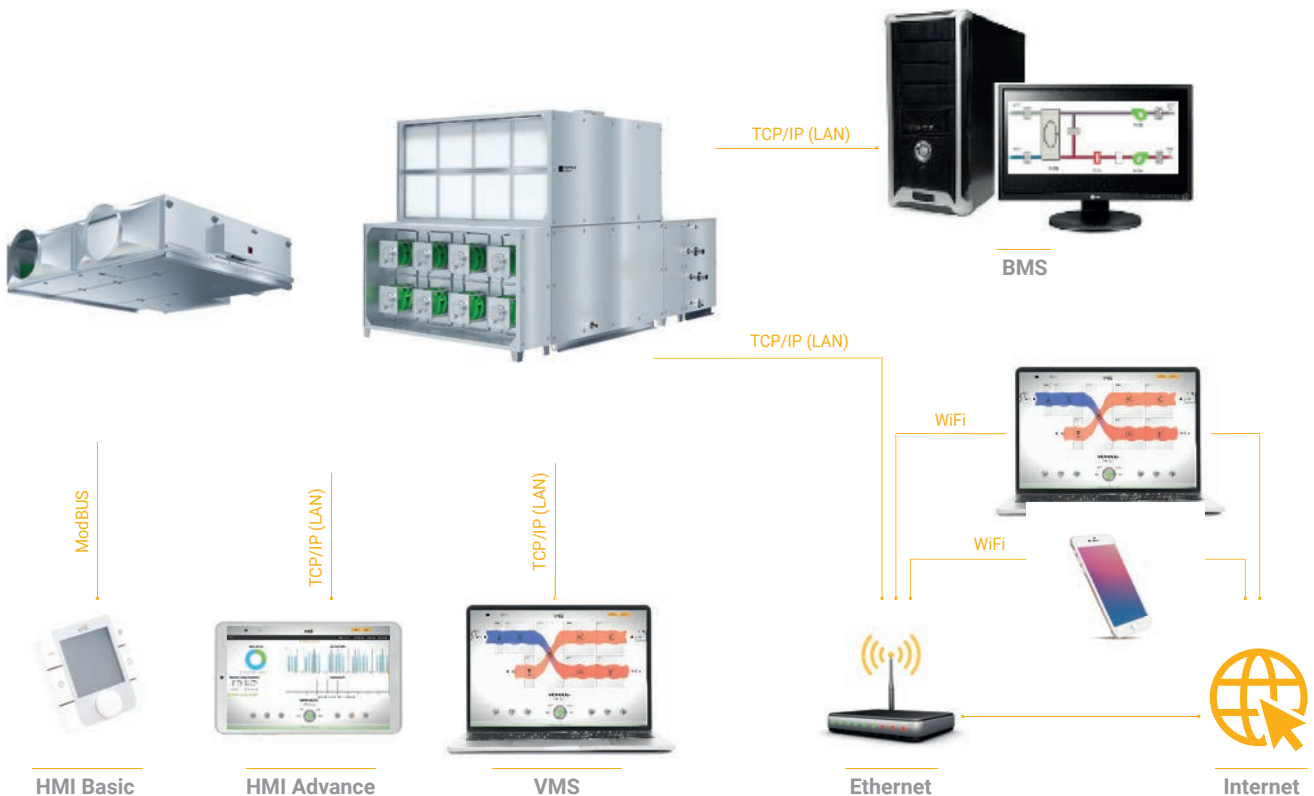 TCP/IP (LAN)
BMS
TCP/IP (LAN)
WiFi
WiFi
ModBUS
TCP/IP (LAN)
TCP/IP (LAN)
HMI Basic
HMI Advance
VMS
Ethernet
Internet